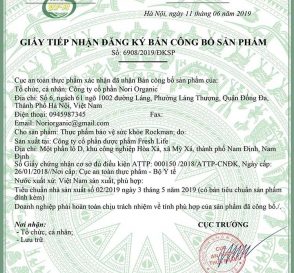 Hà Nội, ngày 11 tháng 06 năm 2019
GIẤY TIẾP NHẬN ĐĂNG KÝ BẢN CÔNG BỐ SẢN PHẨM
Số: 6908/2019/ĐKSP
Cục an toàn thực phẩm xác nhận đã nhận Bản công bố sản phẩm của:
Tổ chức, cá nhân: Công ty cổ phần Nori Organic
Địa chỉ: Số 6, ngách 61 ngõ 1002 đường Láng, Phường Láng Thượng, Quận Đống Đa,
Thành Phố Hà Nội, Việt Nam
Điện thoại: 0945987345 Fax:
Email: Noriorganic@gmail.com
Cho sản phẩm: Thực phẩm bảo vệ sức khỏe Rockman; do
Sản xuất tại: Công ty cổ phần dược phẩm Fresh Life
Địa chỉ: Một phần lô D, khu công nghiệp Hòa Xá, xã Mỹ Xá, thành phố Nam Định, Nam
Định
Số Giấy chứng nhận cơ sở đủ điều kiện ATTP: 000150 /2018/ATTP-CNĐK, Ngày cấp:
26/01/2018/ Nơi cấp: Cục an toàn thực phẩm - Bộ Y tế
Nước xuất xứ: Việt Nam sản xuất, phù hợp:
Tiêu chuẩn nhà sản xuất số 02/2019 ngày 3 tháng 5 năm 2019 (có bản tiêu chuẩn sản phẩm
đính kèm)
Doanh nghiệp phải hoàn toàn chịu trách nhiệm về tính phù hợp của sản phẩm đã công bố./.
Nơi nhận:
- Tổ chức, cá nhân;
- Lưu trữ.
CỤC TRƯỞNG